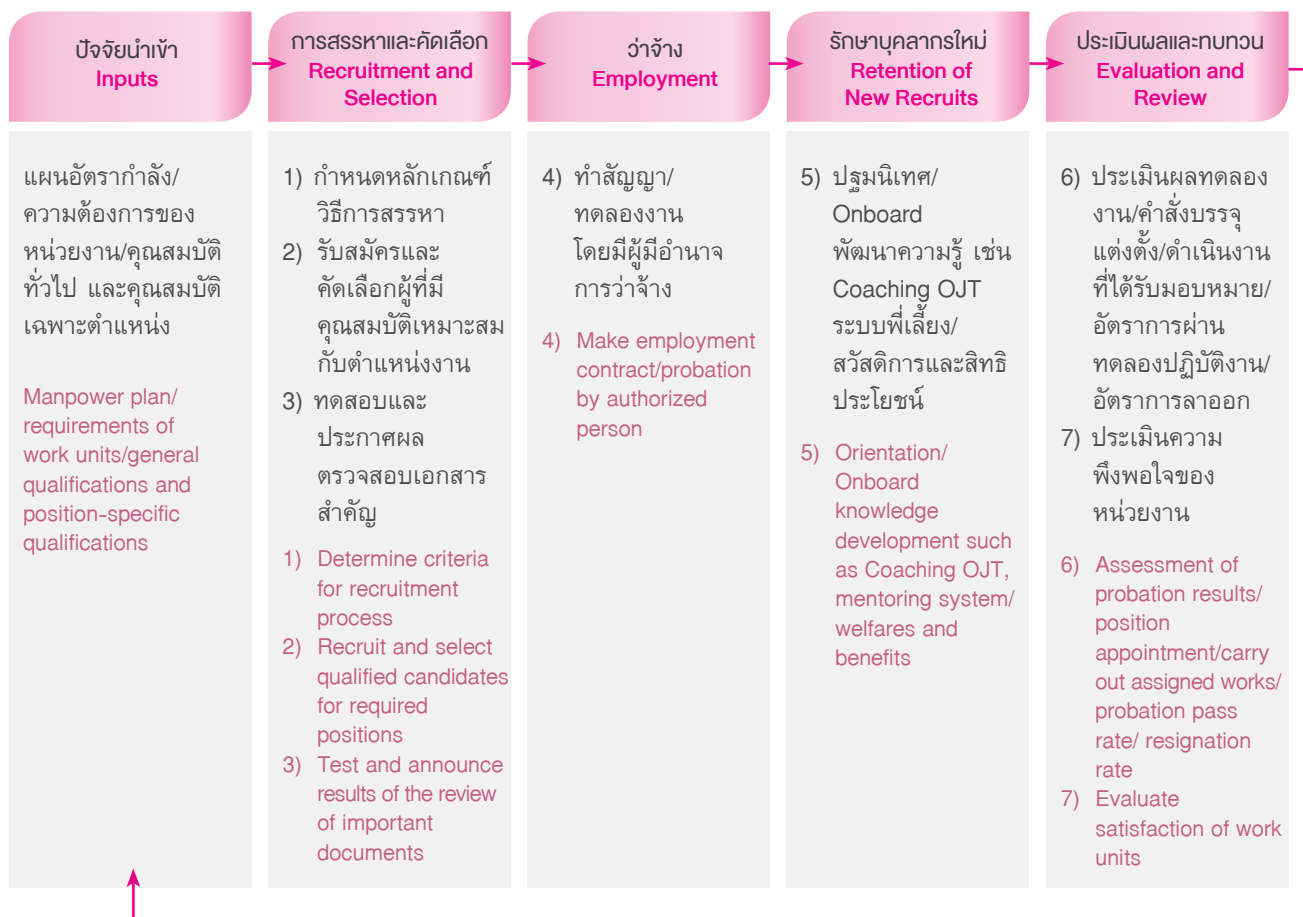 ปัจจัยนำเข้า
Inputs
การสรรหาและคัดเลือก
Recruitment and
Selection
ว่าจ้าง
Employment
รักษาบุคลากรใหม่
Retention of
New Recruits
ประเมินผลและทบทวน
Evaluation and
Review
แผนอัตรากำลัง/
ความต้องการของ
หน่วยงาน/คุณสมบัติ
ทั่วไป และคุณสมบัติ
เฉพาะตำแหน่ง
Manpower plan/
requirements of
work units/general
qualifications and
position-specific
qualifications
1) กำหนดหลักเกณฑ์
วิธีการสรรหา
2) รับสมัครและ
คัดเลือกผู้ที่มี
คุณสมบัติเหมาะสม
กับตำแหน่งงาน
3) ทดสอบและ
ประกาศผล
ตรวจสอบเอกสาร
สำคัญ
1) Determine criteria
for recruitment
process
2) Recruit and select
qualified candidates
for required
positions
3) Test and announce
results of the review
of important
documents
4) ทำสัญญา/
ทดลองงาน
โดยมีผู้มีอำนาจ
การว่าจ้าง
4) Make employment
contract/probation
by authorized
person
5) ปฐมนิเทศ/
Onboard
พัฒนาความรู้ เช่น
Coaching OJT
ระบบพี่เลี้ยง/
สวัสดิการและสิทธิ
ประโยชน์
5) Orientation/
Onboard
knowledge
development such
as Coaching OJT,
mentoring system/
welfares and
benefits
6) ประเมินผลทดลอง
งาน/คำสั่งบรรจุ
แต่งตั้ง/ดำเนินงาน
ที่ได้รับมอบหมาย/
อัตราการผ่าน
ทดลองปฏิบัติงาน/
อัตราการลาออก
7) ประเมินความ
พึงพอใจของ
หน่วยงาน
6) Assessment of
probation results/
position
appointment/carry
out assigned works/
probation pass
rate/ resignation
rate
7) Evaluate
satisfaction of work
units